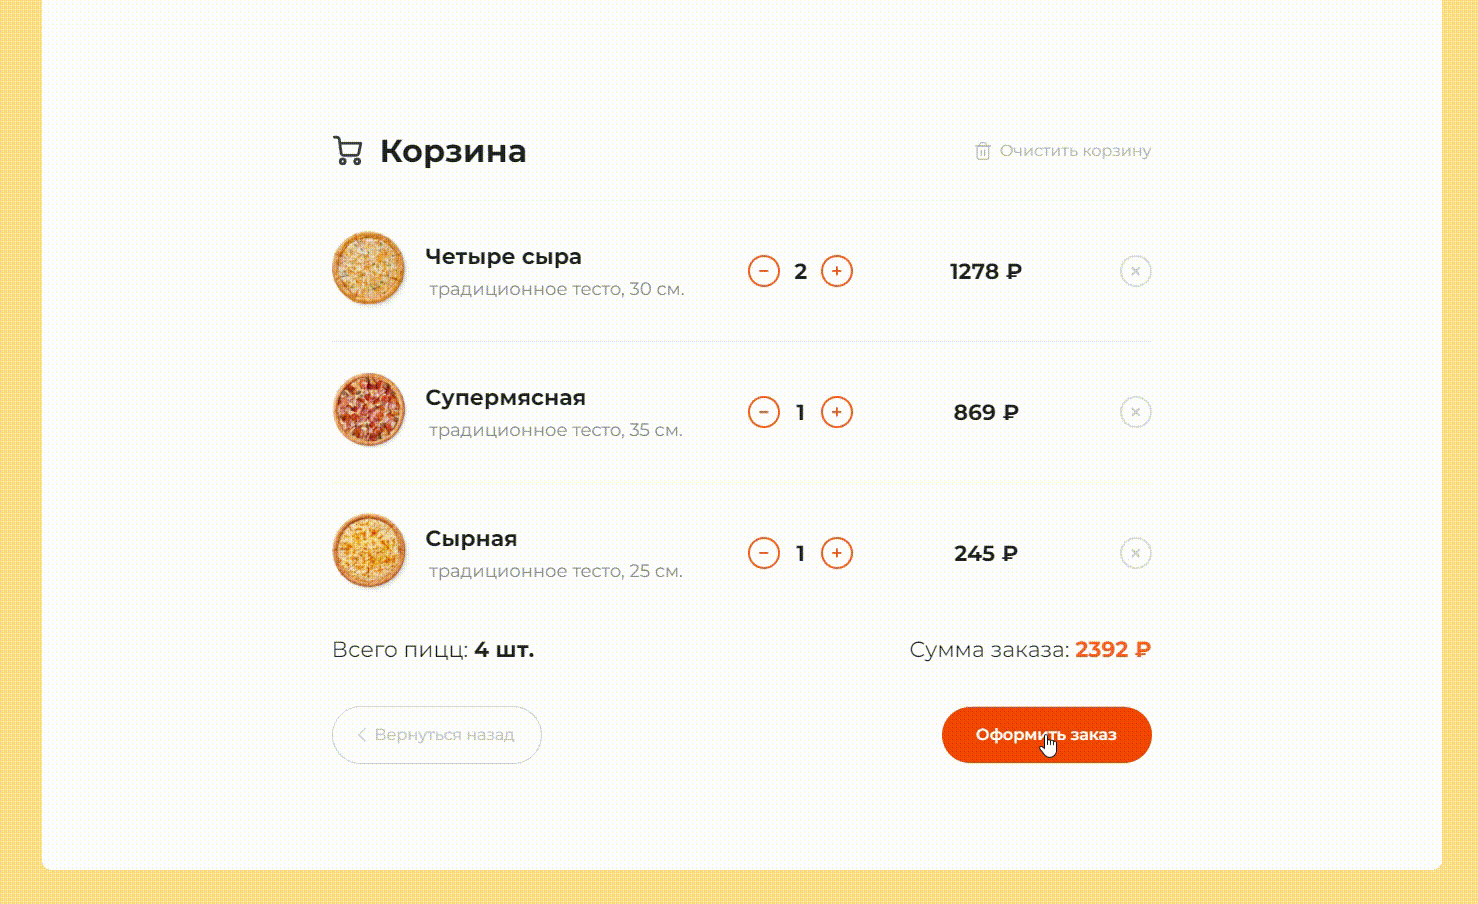 Корзина
Очистить корзину
Четыре сыра
традиционное тесто, 30 см.
2
1278 ₽
Супермясная
традиционное тесто, 35 см.
1
869 ₽
Сырная
традиционное тесто, 25 см.
1
245 ₽
Всего пицц: 4 шт.
Сумма заказа: 2392 ₽
Вернуться назад
Оформить заказ